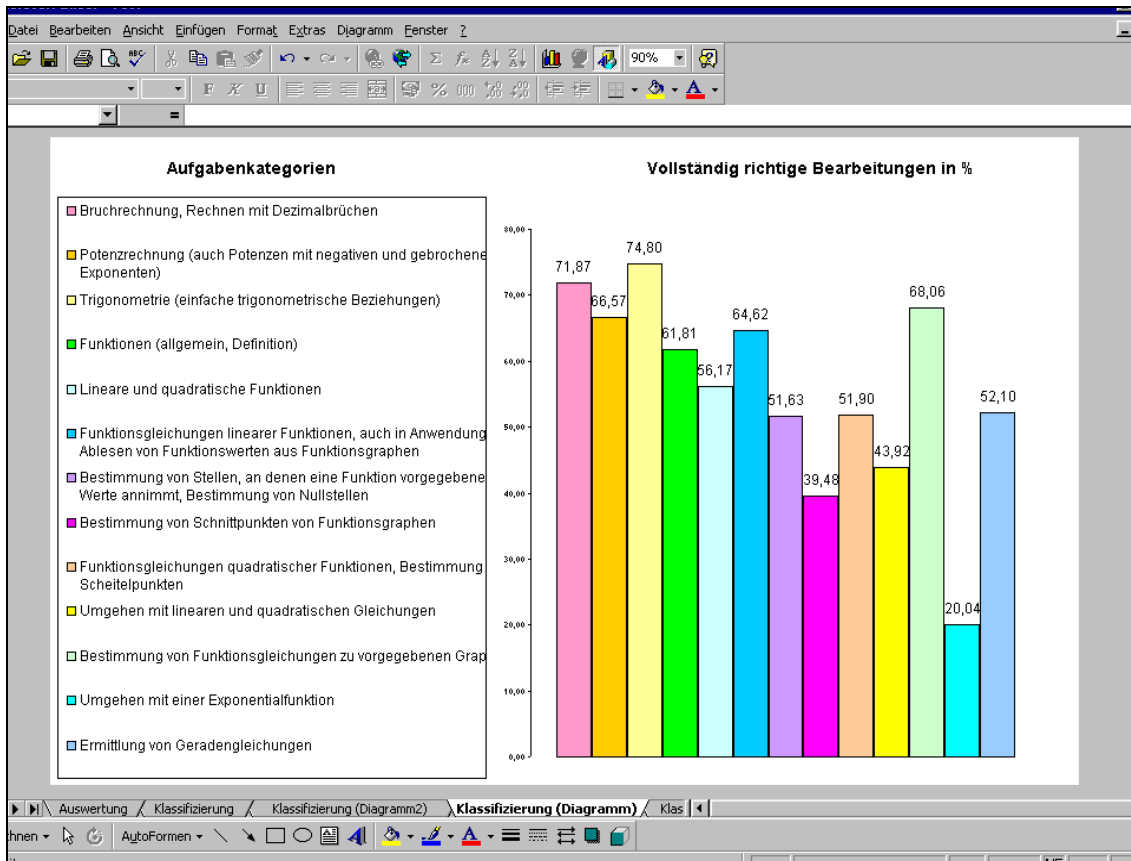 Datei Bearbeiten Ansicht Einfügen Format Extras Diagramm Fenster ?
ABC Σ fx 90%
F K U % 000
=
Aufgabenkategorien
Vollständig richtige Bearbeitungen in %
Bruchrechnung, Rechnen mit Dezimalbrüchen
Potenzrechnung (auch Potenzen mit negativen und gebrochene
Exponenten)
Trigonometrie (einfache trigonometrische Beziehungen)
Funktionen (allgemein, Definition)
Lineare und quadratische Funktionen
Funktionsgleichungen linearer Funktionen, auch in Anwendung
Ablesen von Funktionswerten aus Funktionsgraphen
Bestimmung von Stellen, an denen eine Funktion vorgegebene
Werte annimmt, Bestimmung von Nullstellen
Bestimmung von Schnittpunkten von Funktionsgraphen
Funktionsgleichungen quadratischer Funktionen, Bestimmung
Scheitelpunkten
Umgehen mit linearen und quadratischen Gleichungen
Bestimmung von Funktionsgleichungen zu vorgegebenen Grap
Umgehen mit einer Exponentialfunktion
Ermittlung von Geradengleichungen
80,00
70,00
60,00
50,00
40,00
30,00
20,00
10,00
0,00
71,87
66,57
74,80
61,81
56,17
64,62
51,63
39,48
51,90
43,92
68,06
20,04
52,10
Auswertung Klassifizierung Klassifizierung (Diagramm2) Klassifizierung (Diagramm) Klas
hnen AutoFormen A